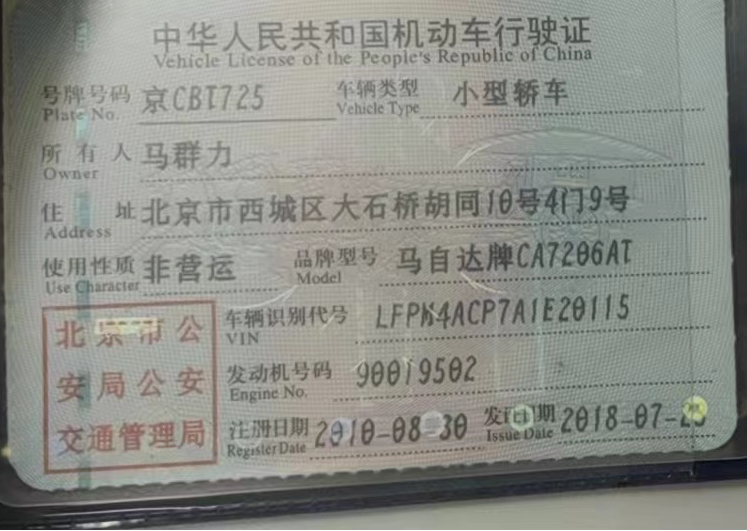 中华人民共和国机动车行驶证
Vehicle License of the People's Republic of China
号牌号码 京CBT725 车辆类型 小型轿车
Plate No. Vehicle Type
所有人 马群力
Owner
住址 北京市西城区大石桥胡同10号4门9号
Address
使用性质 非营运 品牌型号 马自达牌CA7206AT
Use Character Model
北京市公 车辆识别代号 LFPM4ACP7A1E20115
VIN
安局公安 发动机号码 90019502
Engine No.
交通管理局 注册日期 2010-08-30 发证日期 2018-07-
Register Date Issue Date